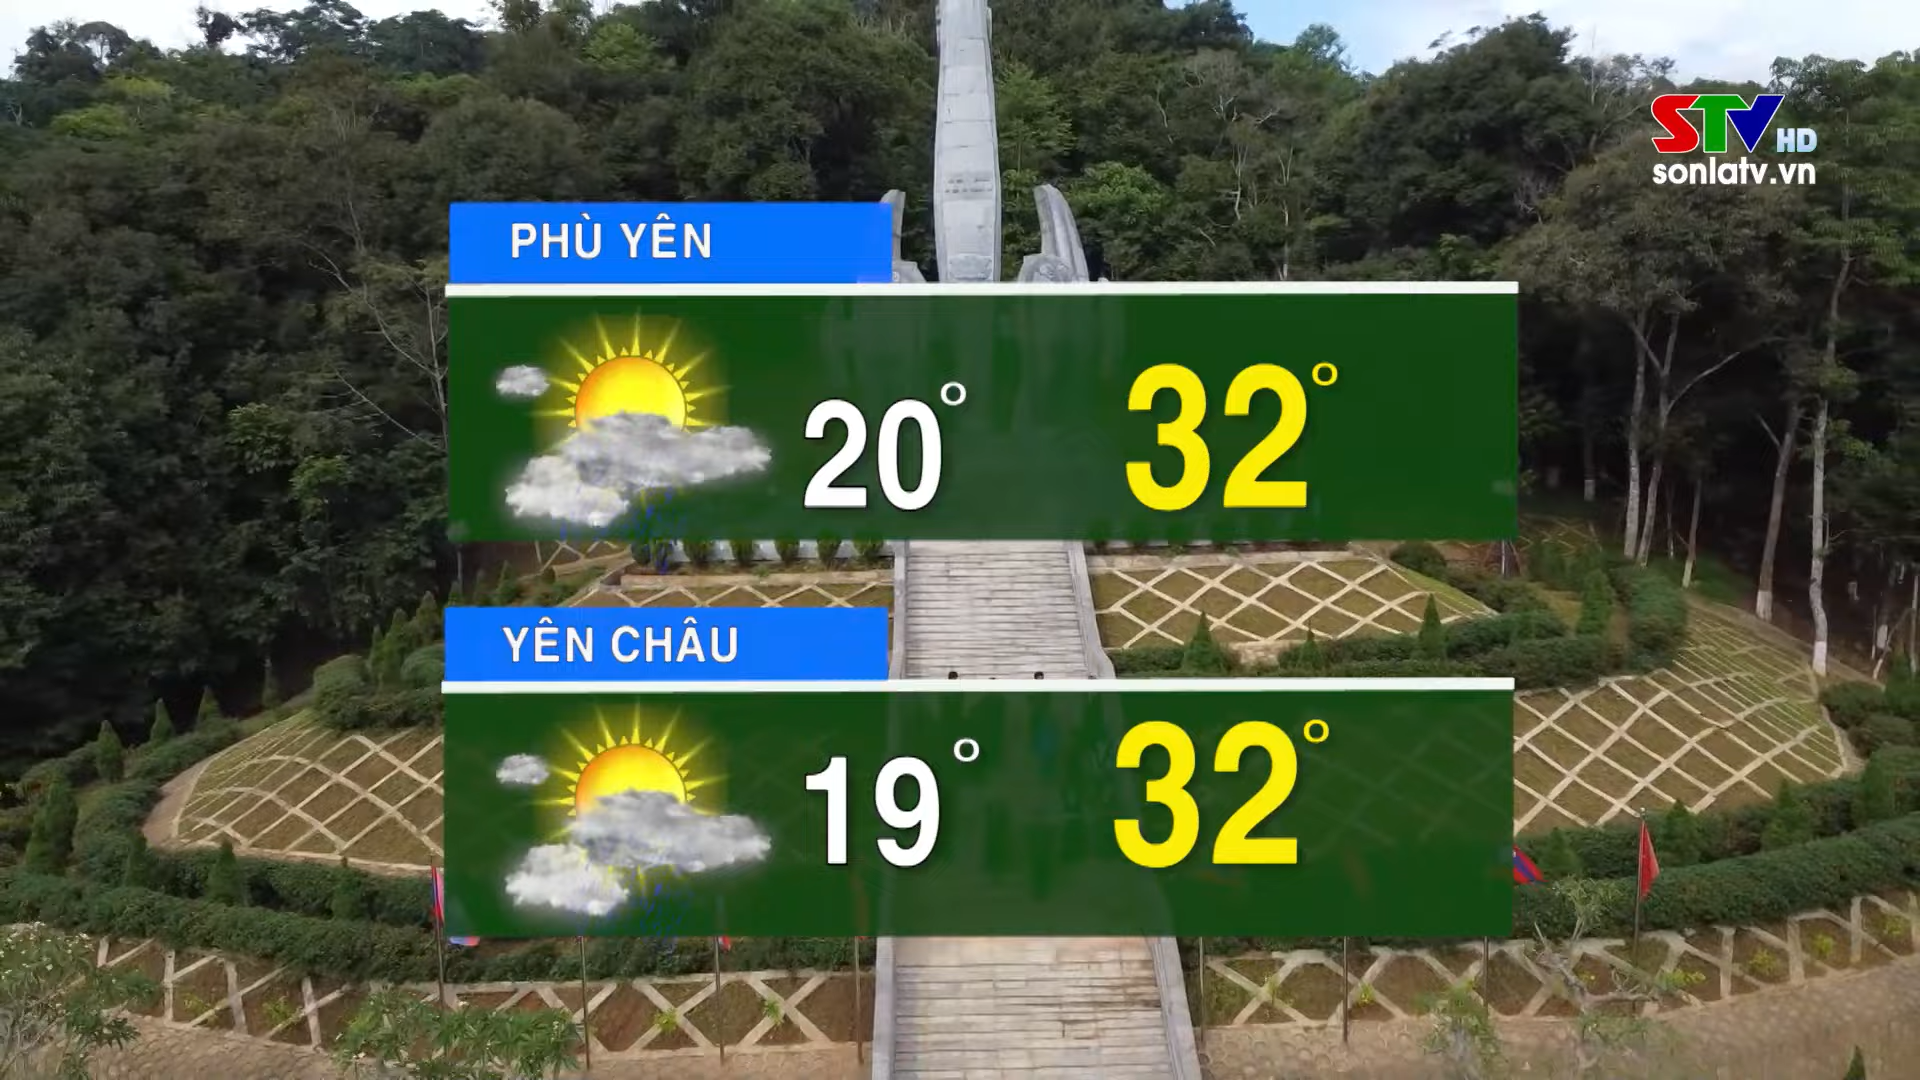 STV HD
sonlatv.vn
PHÙ YÊN
20° 32°
YÊN CHÂU
19° 32°